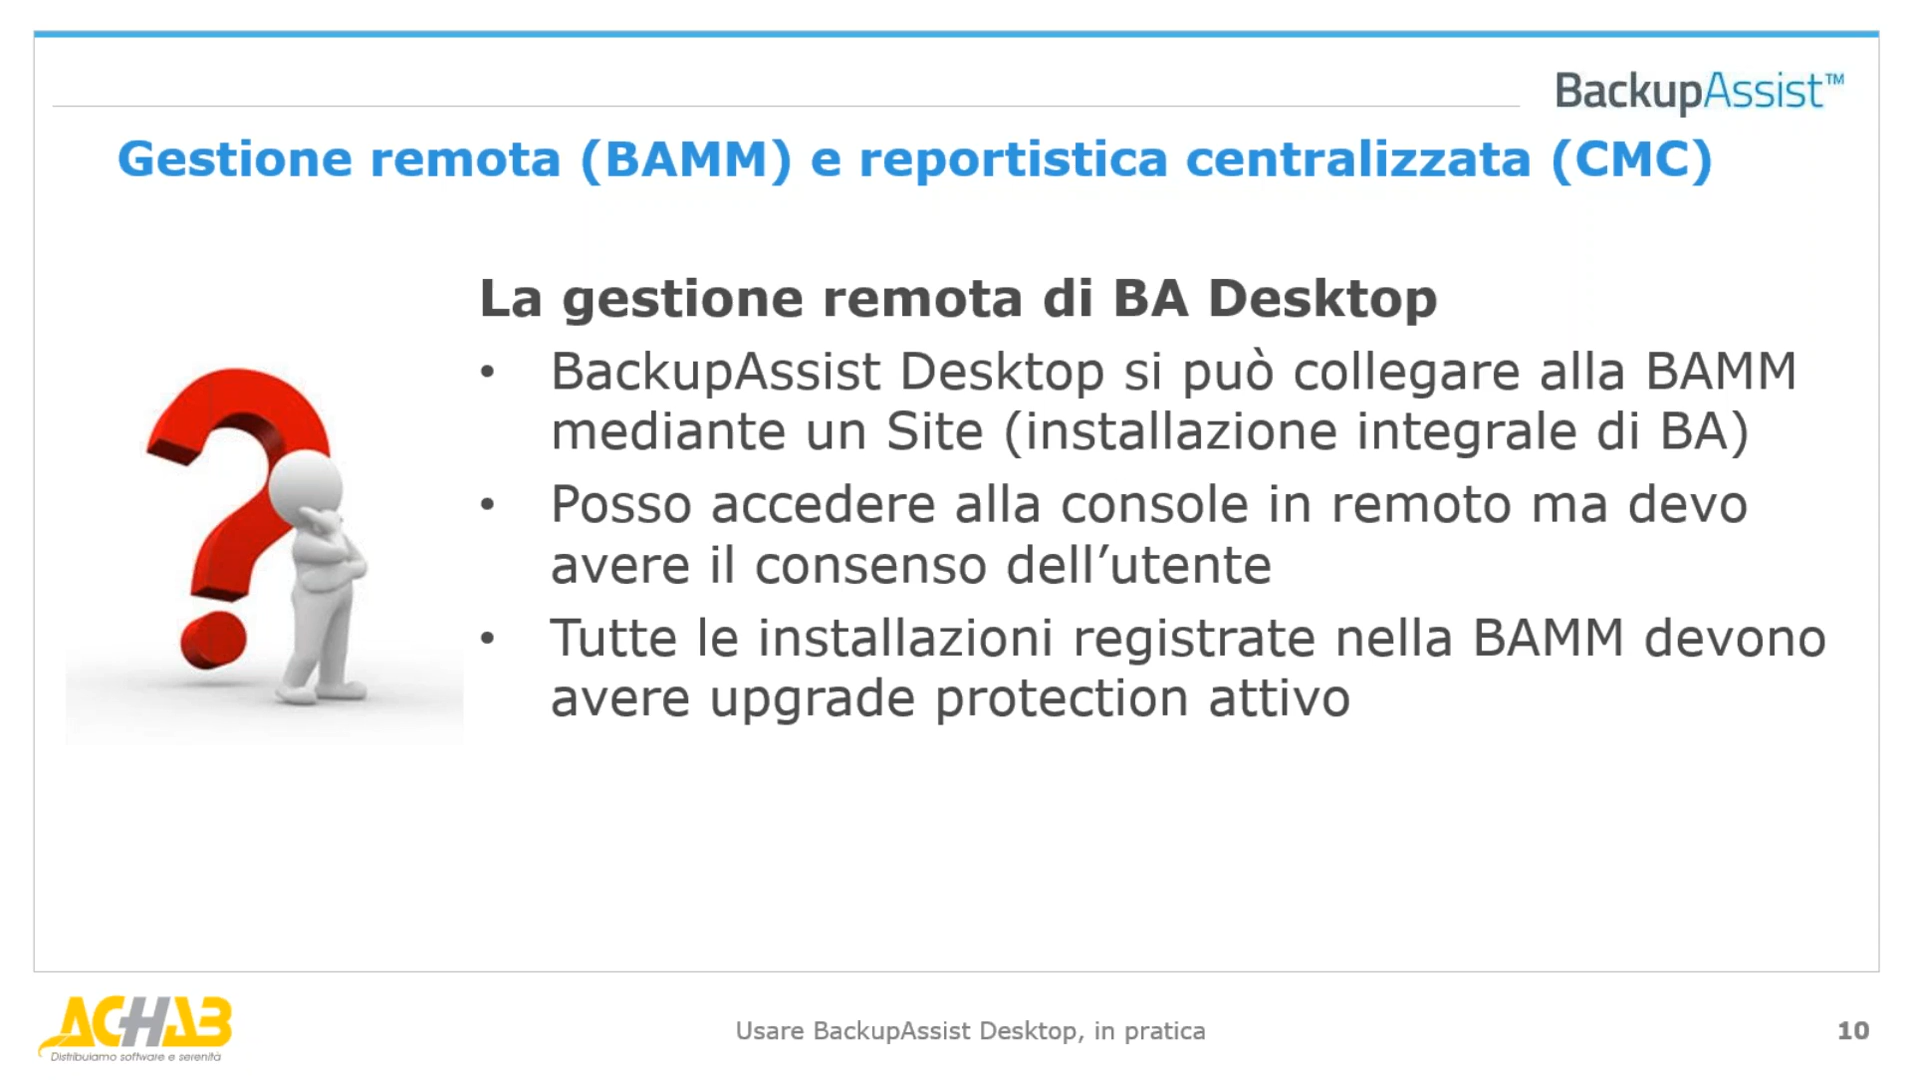 BackupAssist™
Gestione remota (BAMM) e reportistica centralizzata (CMC)
La gestione remota di BA Desktop
• BackupAssist Desktop si può collegare alla BAMM
mediante un Site (installazione integrale di BA)
• Posso accedere alla console in remoto ma devo
avere il consenso dell’utente
• Tutte le installazioni registrate nella BAMM devono
avere upgrade protection attivo
ACHAB
Distribuiamo software e serenità
Usare BackupAssist Desktop, in pratica
10